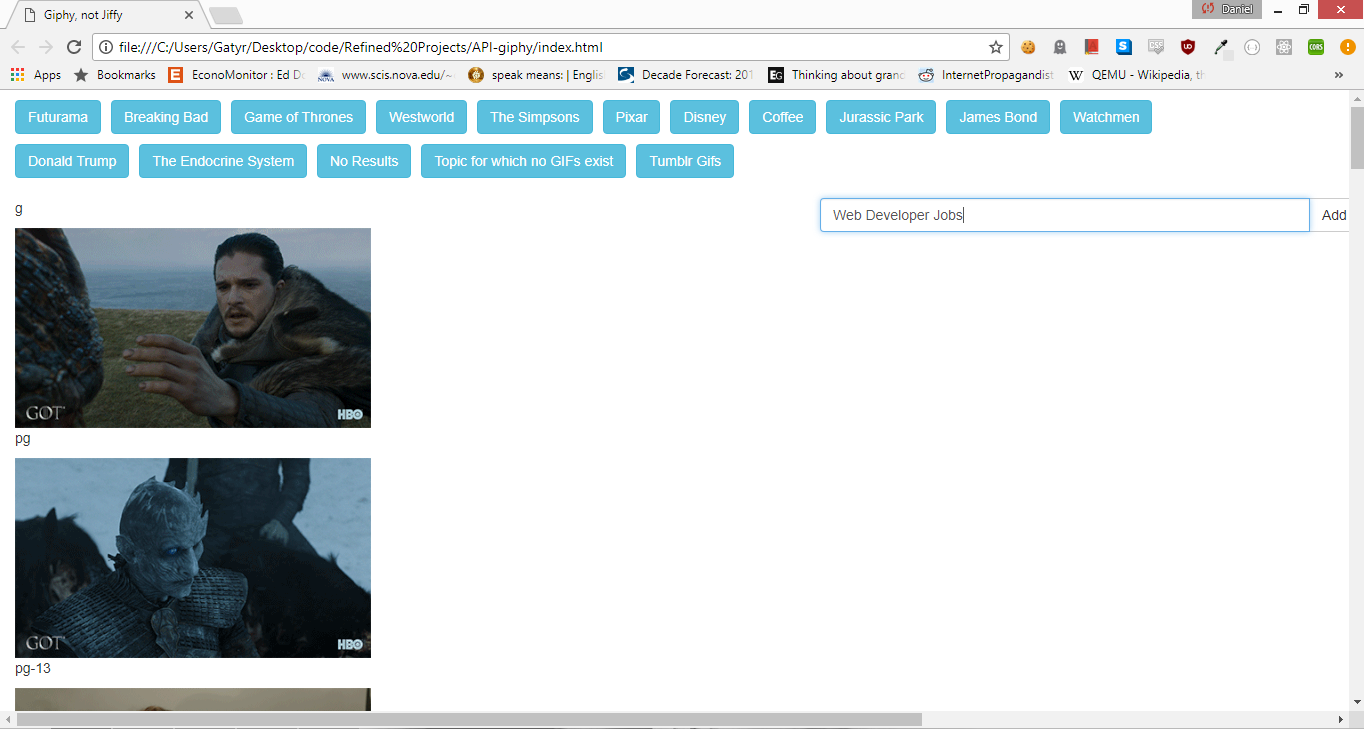 Giphy, not Jiffy
Daniel
file:///C:/Users/Gatyr/Desktop/code/Refined%20Projects/API-giphy/index.html
Apps Bookmarks EconoMonitor : Ed www.scis.nova.edu/~ speak means: | Englis Decade Forecast: 201 Thinking about gran InternetPropagandist QEMU - Wikipedia, th »
Futurama Breaking Bad Game of Thrones Westworld The Simpsons Pixar Disney Coffee Jurassic Park James Bond Watchmen
Donald Trump The Endocrine System No Results Topic for which no GIFs exist Tumblr Gifs
g
Web Developer Jobs Add
GOT HBO
pg
GOT HBO
pg-13